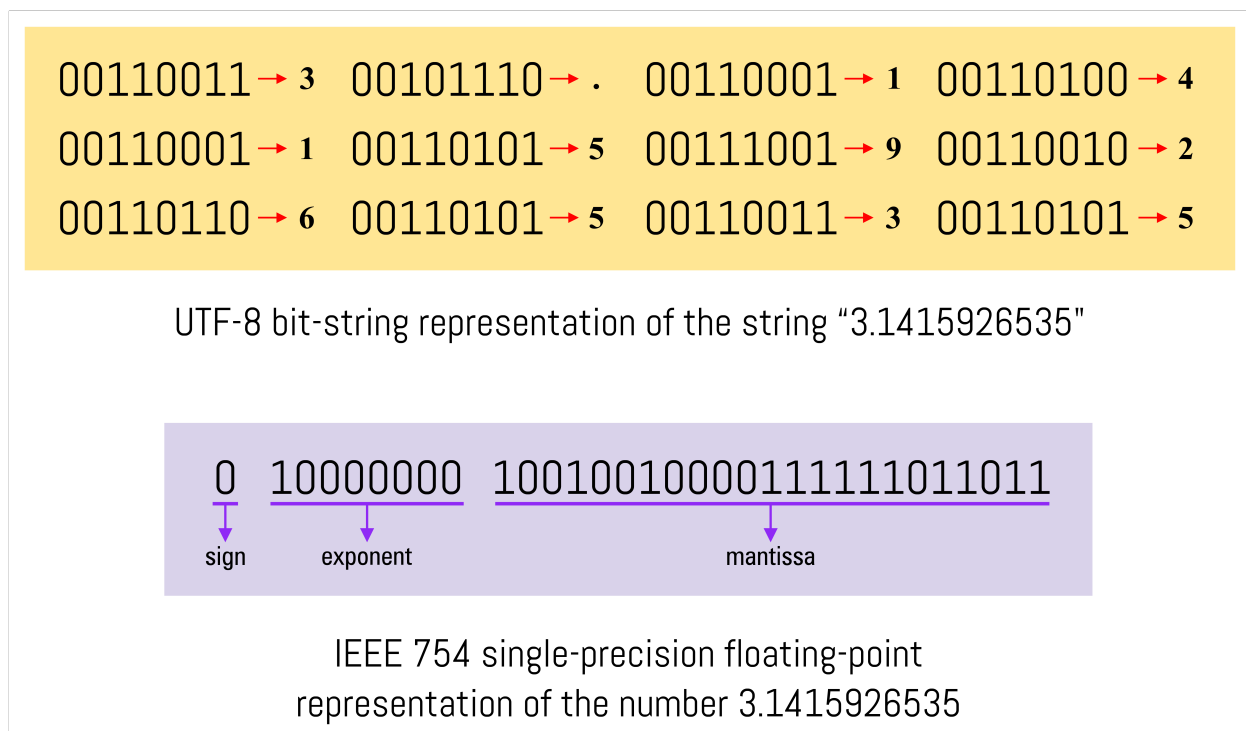 00110011 → 3 00101110 → . 00110001 → 1 00110100 → 4
00110001 → 1 00110101 → 5 00111001 → 9 00110010 → 2
00110110 → 6 00110101 → 5 00110011 → 3 00110101 → 5
UTF-8 bit-string representation of the string “3.1415926535"
0 10000000 10010010000111111011011
sign exponent mantissa
IEEE 754 single-precision floating-point
representation of the number 3.1415926535